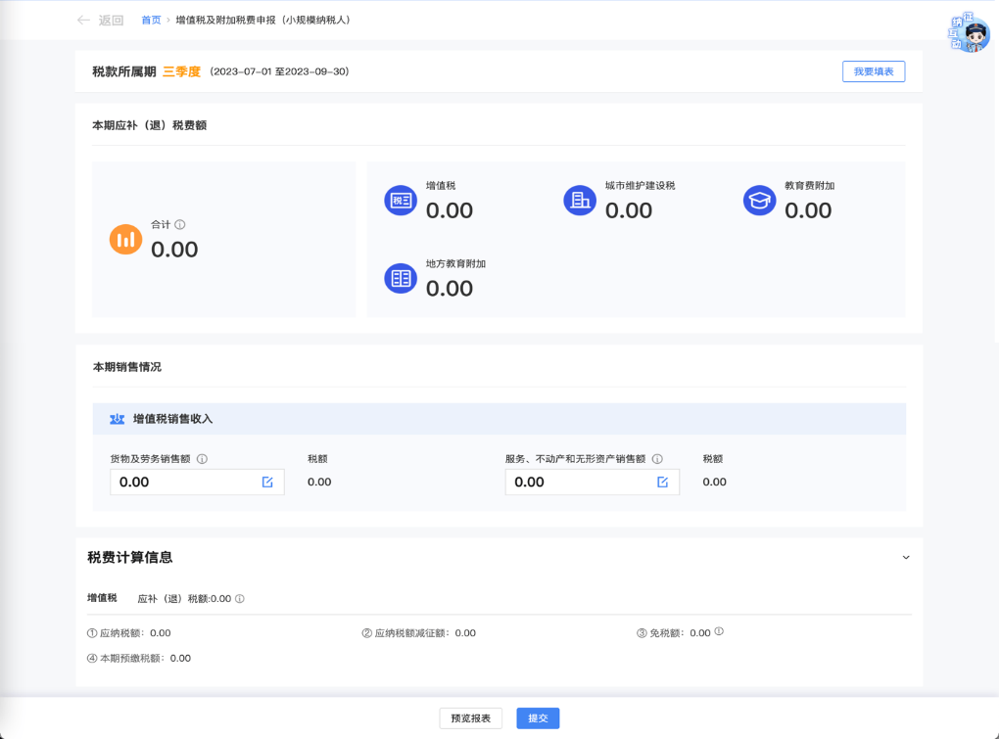 返回 首页 > 增值税及附加税费申报（小规模纳税人）
征纳互动
税款所属期 三季度 (2023-07-01 至2023-09-30) 我要填表
本期应补（退）税费额
合计
0.00
增值税
0.00
城市维护建设税
0.00
教育费附加
0.00
地方教育附加
0.00
本期销售情况
增值税销售收入
货物及劳务销售额 税额 服务、不动产和无形资产销售额 税额
0.00 0.00 0.00 0.00
税费计算信息
增值税 应补（退）税额:0.00
① 应纳税额：0.00 ② 应纳税额减征额：0.00 ③ 免税额：0.00
④ 本期预缴税额：0.00
预览报表 提交